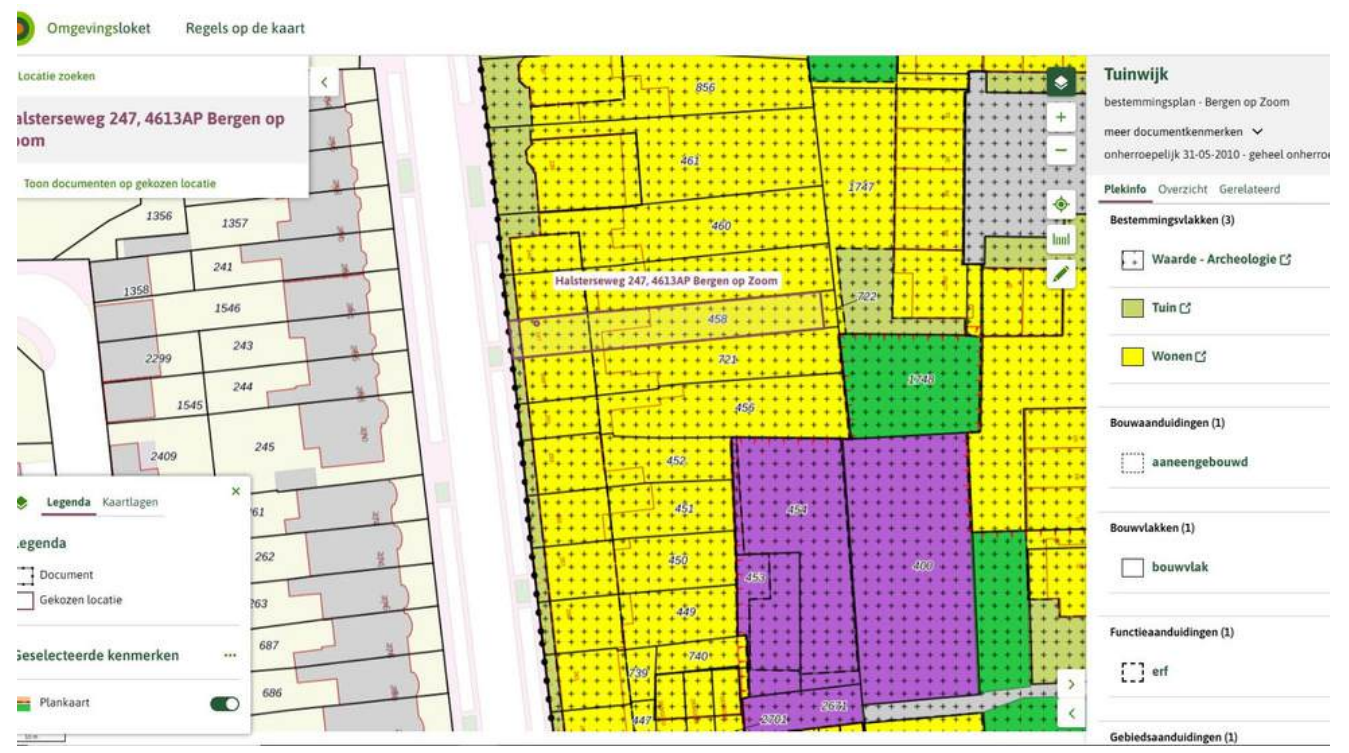 Omgevingsloket Regels op de kaart
Locatie zoeken
alsterseweg 247, 4613AP Bergen op
oom
Toon documenten op gekozen locatie
856
461
1747
460
Halsterseweg 247, 4613AP Bergen op Zoom
722
458
721
1748
456
452
454
451
400
450
453
449
740
739
447
2701
2671
1356
1357
241
1358
1546
243
2299
244
1545
245
2409
61
262
263
687
686
Legenda Kaartlagen
egenda
Document
Gekozen locatie
Geselecteerde kenmerken
Plankaart
Tuinwijk
bestemmingsplan - Bergen op Zoom
meer documentkenmerken
onherroepelijk 31-05-2010 - geheel onherroe
Plekinfo Overzicht Gerelateerd
Bestemmingsvlakken (3)
Waarde - Archeologie
Tuin
Wonen
Bouwaanduidingen (1)
aaneengebouwd
Bouwvlakken (1)
bouwvlak
Functieaanduidingen (1)
erf
Gebiedsaanduidingen (1)